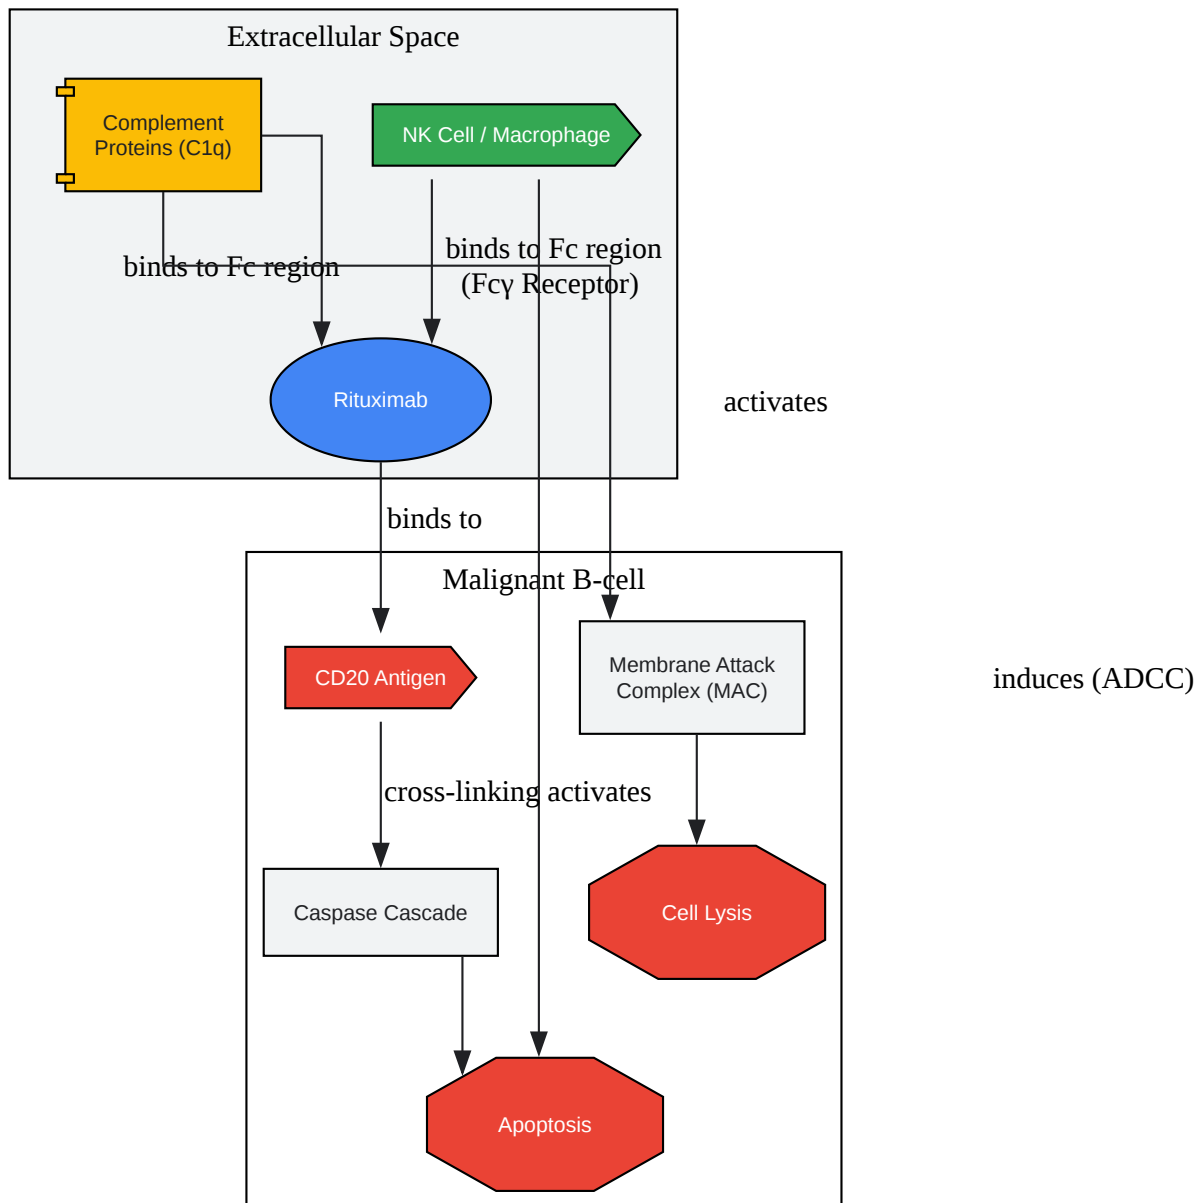 Extracellular Space
Complement
Proteins (C1q)
NK Cell / Macrophage
binds to Fc region
binds to Fc region
(Fcγ Receptor)
Rituximab
activates
binds to
Malignant B-cell
CD20 Antigen
Membrane Attack
Complex (MAC)
induces (ADCC)
cross-linking activates
Caspase Cascade
Cell Lysis
Apoptosis